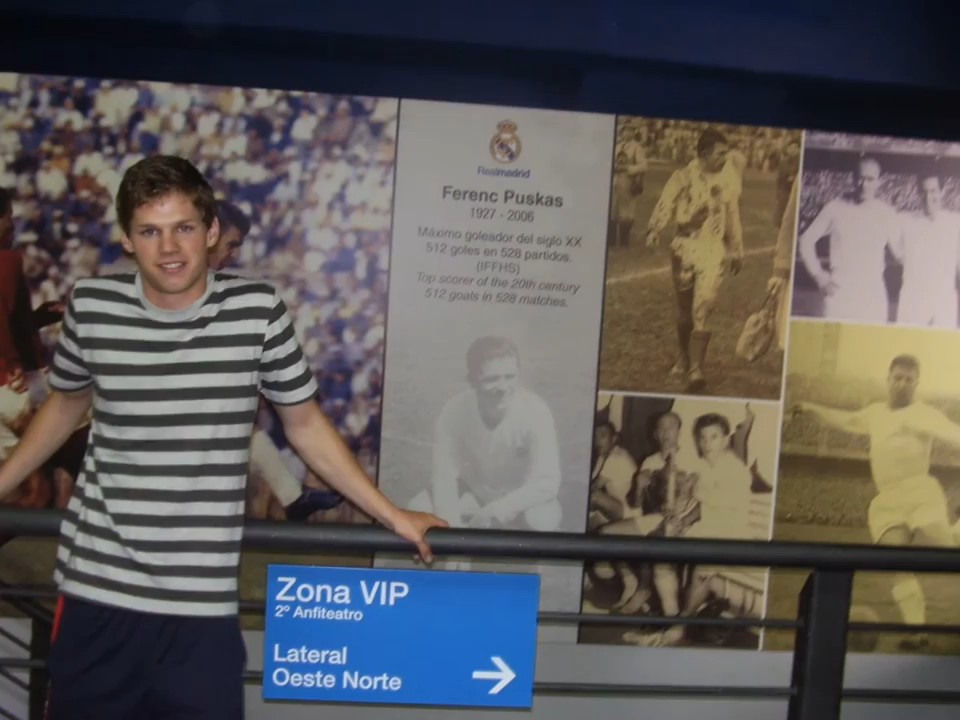 Realmadrid
Ferenc Puskas
1927 - 2006
Máximo goleador del siglo XX
512 goles en 528 partidos.
(IFFHS)
Top scorer of the 20th century
512 goals in 528 matches.
Zona VIP
2º Anfiteatro
Lateral
Oeste Norte